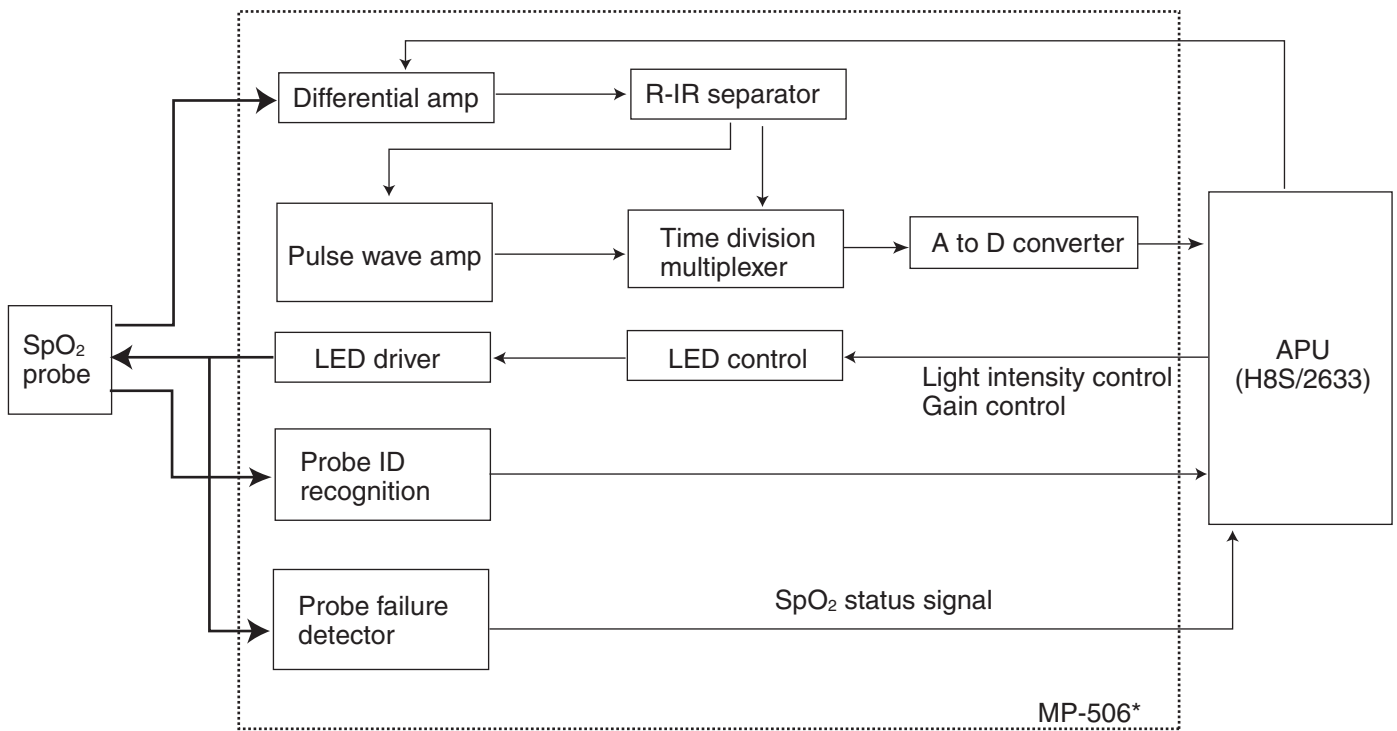 Differential amp
R-IR separator
Pulse wave amp
Time division
multiplexer
A to D converter
SpO₂
probe
LED driver
LED control
Light intensity control
Gain control
APU
(H8S/2633)
Probe ID
recognition
Probe failure
detector
SpO₂ status signal
MP-506*